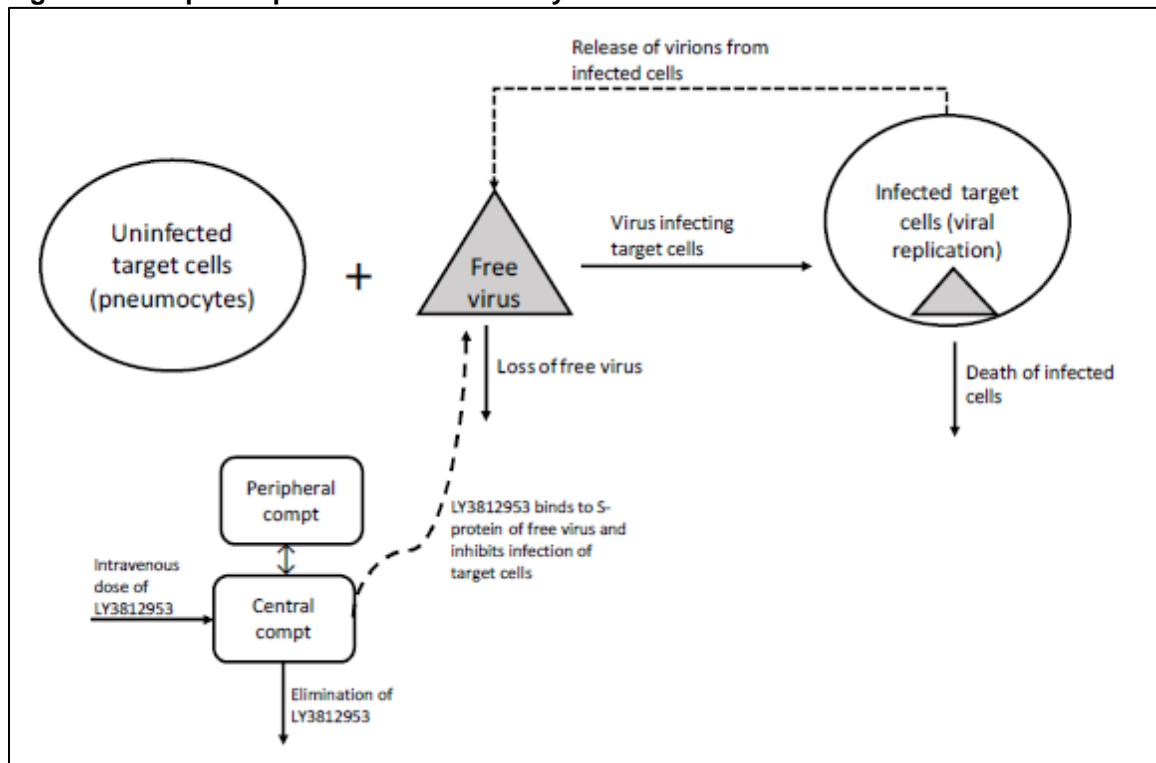 Release of virions from
infected cells
Uninfected
target cells
(pneumocytes)
+
Free
virus
Virus infecting
target cells
Infected target
cells (viral
replication)
Loss of free virus
Death of infected
cells
Peripheral
compt
LY3812953 binds to S-
protein of free virus and
inhibits infection of
target cells
Intravenous
dose of
LY3812953
Central
compt
Elimination of
LY3812953